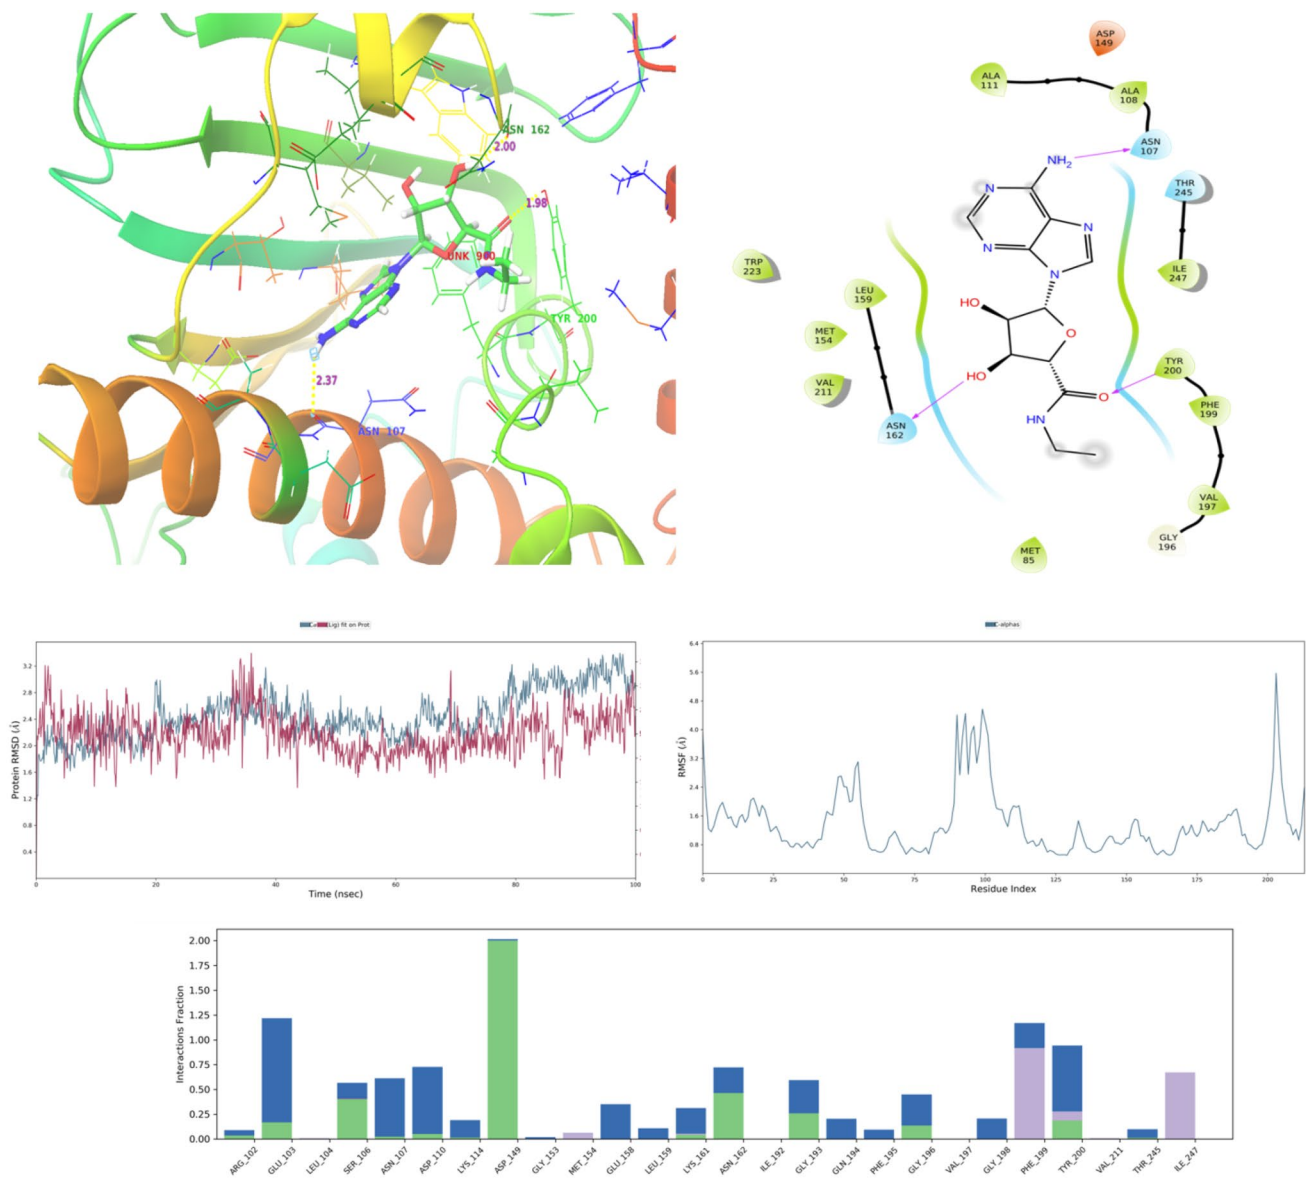 ASN 162
2.00
1.98
UNK 900
TYR 200
2.37
ASN 107
ASP
149
ALA
111
ALA
108
ASN
107
NH2
THR
245
N
N
N
N
N
ILE
247
TRP
223
LEU
159
HO
O
MET
154
TYR
200
HO
VAL
211
O
PHE
199
ASN
162
HN
VAL
197
GLY
196
MET
85
Lig) fit on Prot
Protein RMSD (Å)
3.2
2.8
2.4
2.0
1.6
1.2
0.8
0.4
0 20 40 60 80 100
Time (nsec)
C-alphas
RMSF (Å)
6.4
5.6
4.8
4.0
3.2
2.4
1.6
0.8
0 25 50 75 100 125 150 175 200
Residue Index
Interactions Fraction
2.00
1.75
1.50
1.25
1.00
0.75
0.50
0.25
0.00
ARG_102 GLU_103 LEU_104 SER_106 ASN_107 ASP_110 LYS_114 ASP_149 GLY_153 MET_154 GLU_158 LEU_159 LYS_161 ASN_162 ILE_192 GLY_193 GLN_194 PHE_195 GLY_196 VAL_197 GLY_198 PHE_199 TYR_200 VAL_211 THR_245 ILE_247